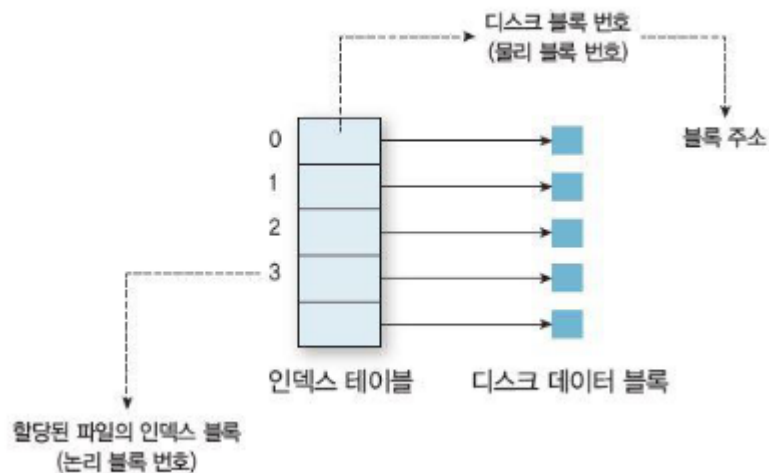 디스크 블록 번호
(물리 블록 번호)
블록 주소
0
1
2
3
인덱스 테이블
디스크 데이터 블록
할당된 파일의 인덱스 블록
(논리 블록 번호)